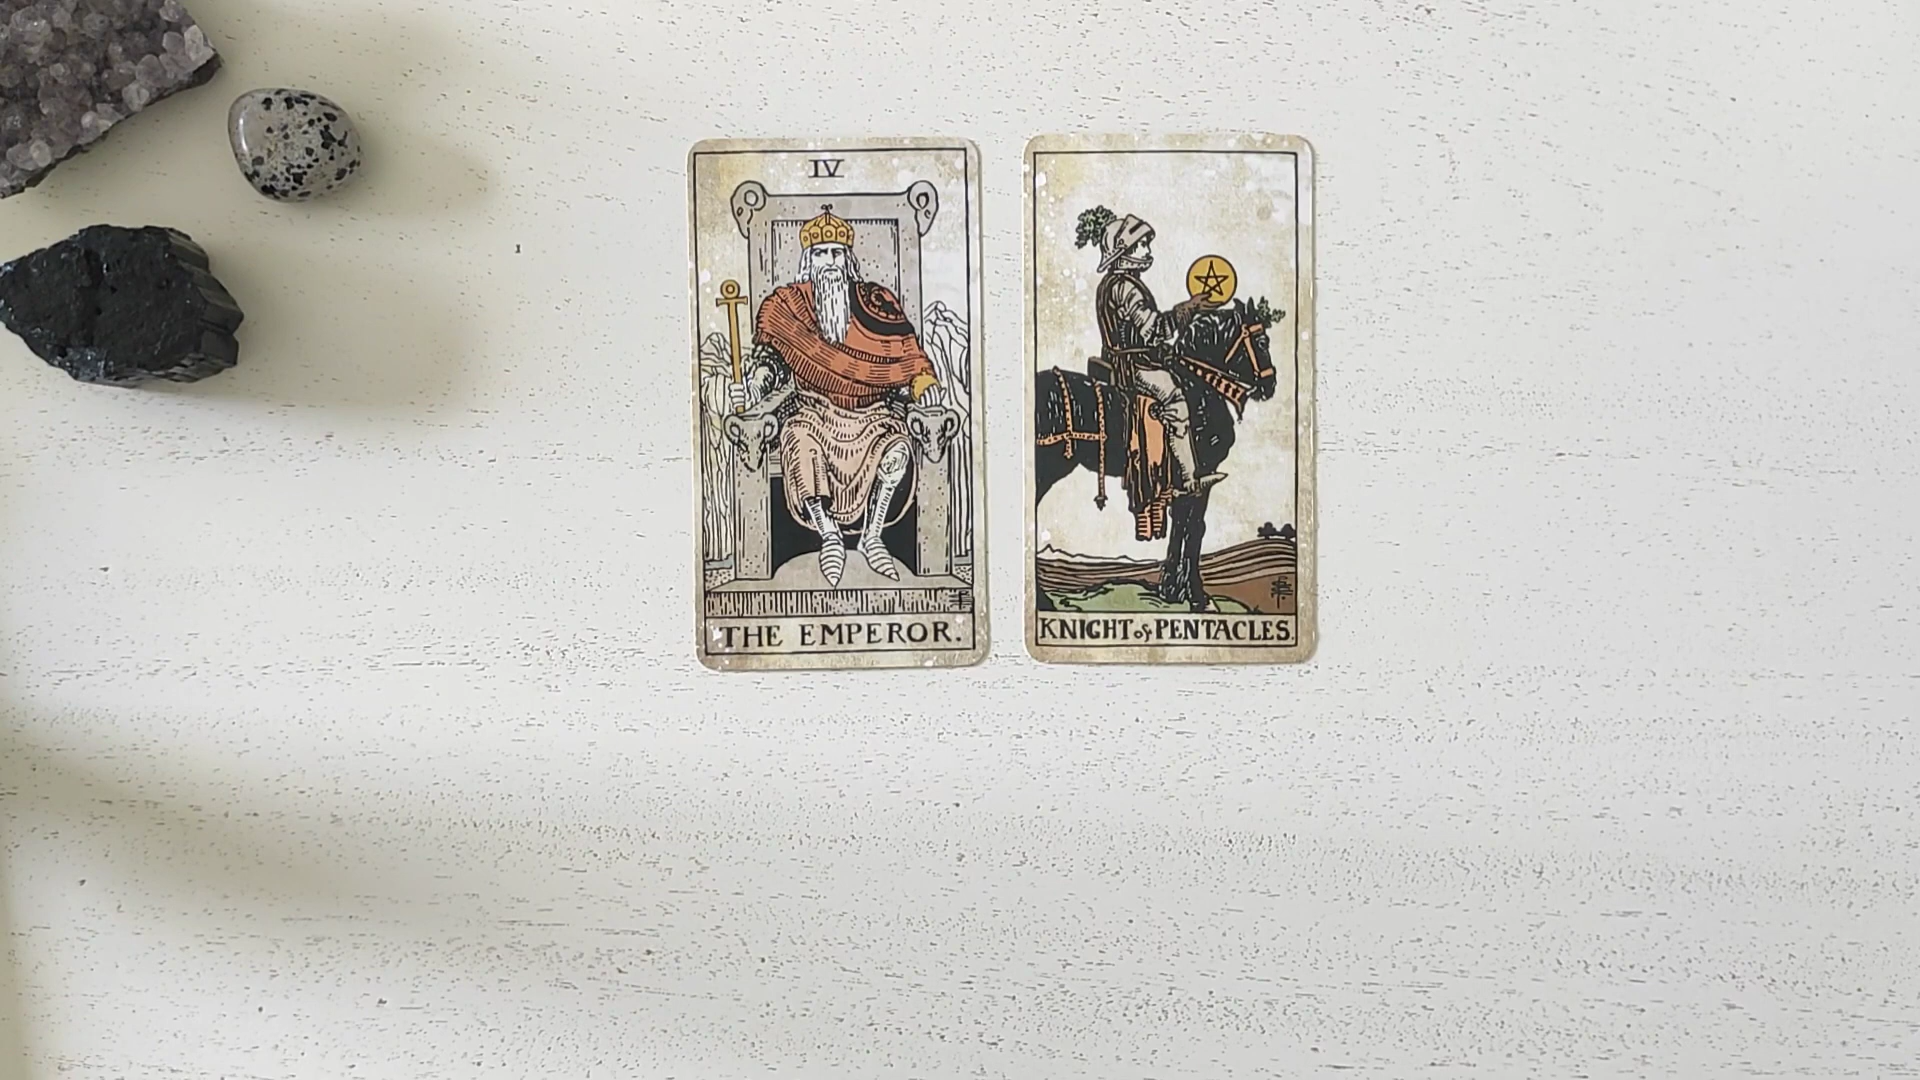 IV
THE EMPEROR.
KNIGHT of PENTACLES.